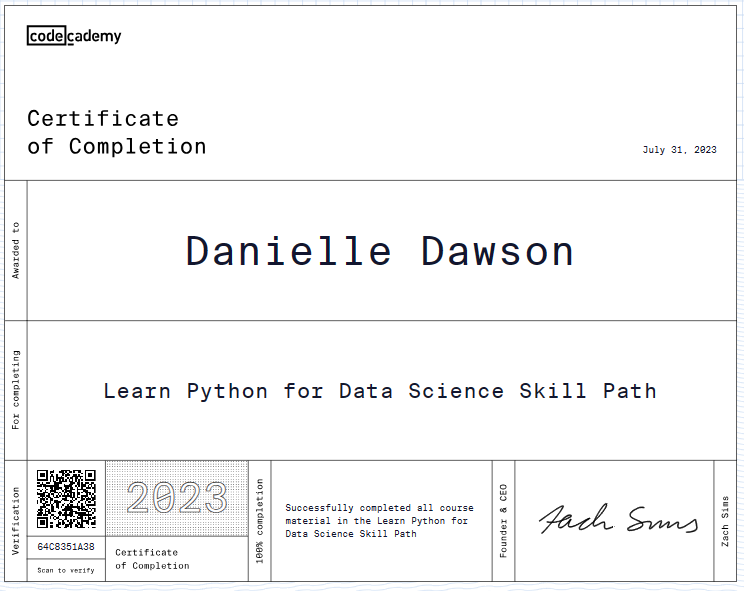 codecademy
Certificate
of Completion
July 31, 2023
Awarded to
Danielle Dawson
For completing
Learn Python for Data Science Skill Path
Verification
64C8351A38
Scan to verify
2023
Certificate
of Completion
100% completion
Successfully completed all course
material in the Learn Python for
Data Science Skill Path
Founder & CEO
Zach Sims
Zach Sims